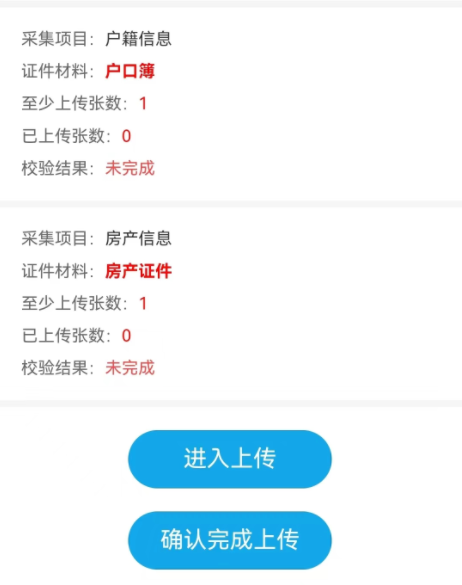 采集项目：户籍信息
证件材料：户口簿
至少上传张数：1
已上传张数：0
校验结果：未完成
采集项目：房产信息
证件材料：房产证件
至少上传张数：1
已上传张数：0
校验结果：未完成
进入上传
确认完成上传